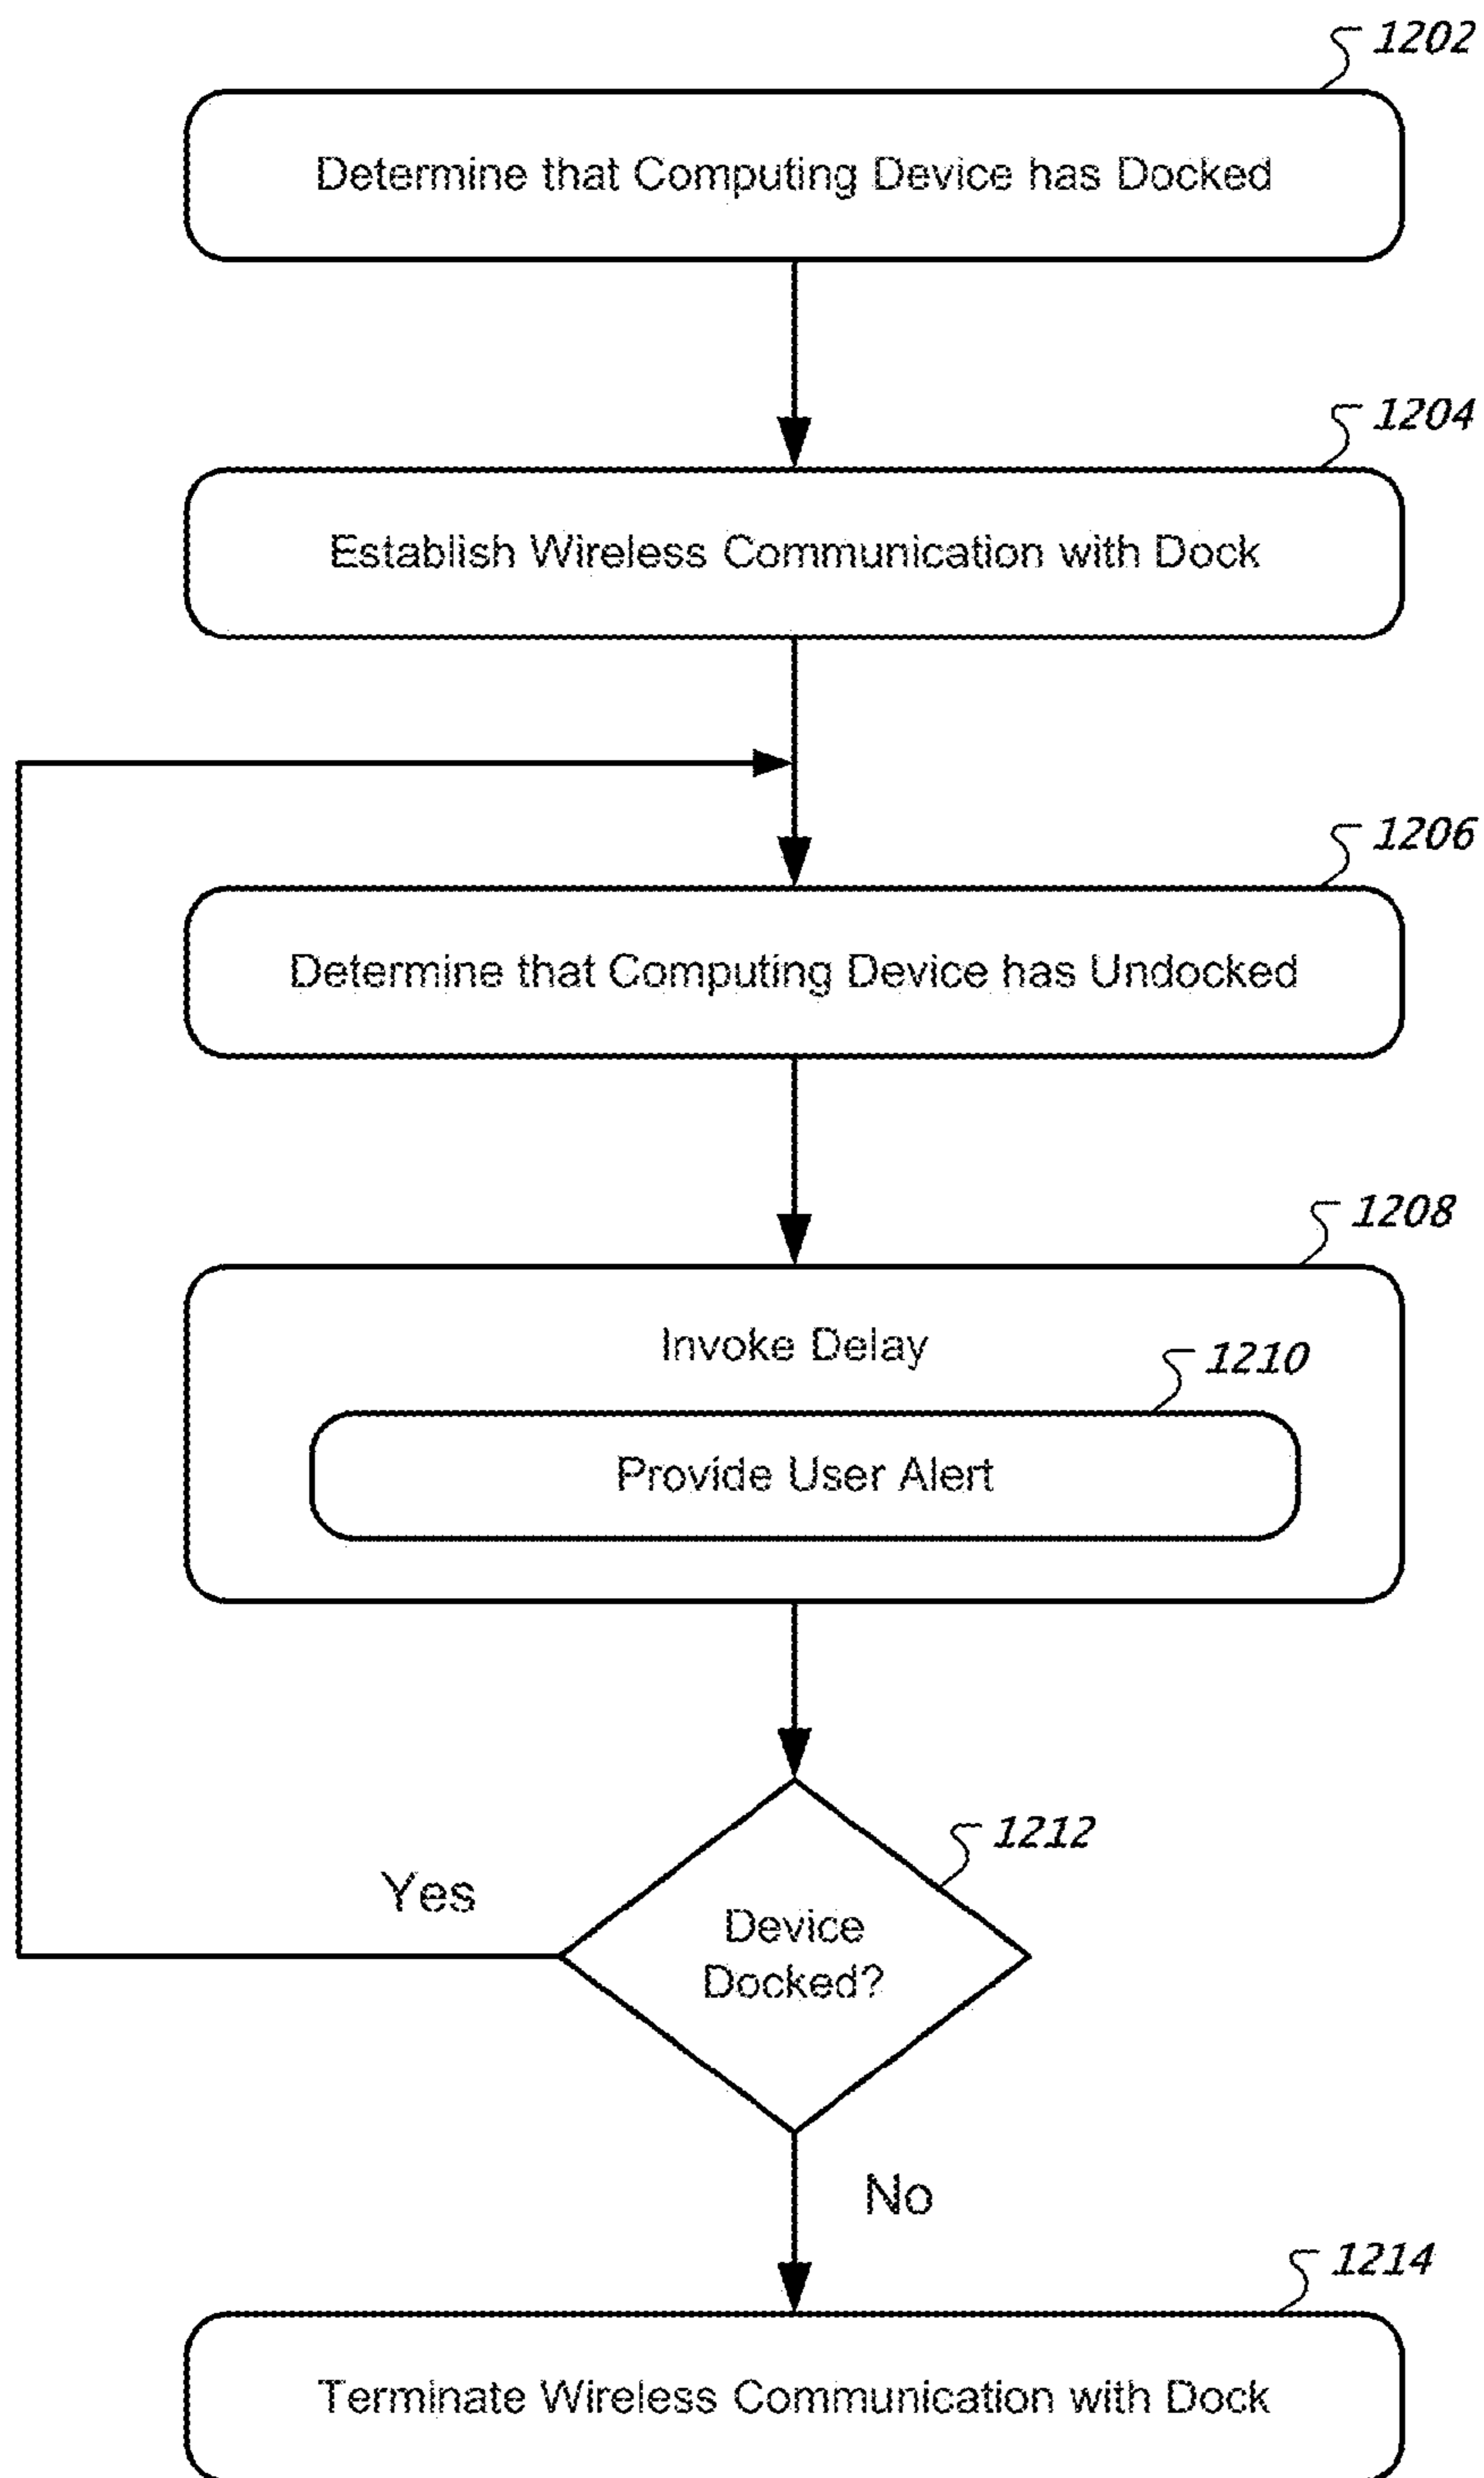 1202
Determine that Computing Device has Docked
1204
Establish Wireless Communication with Dock
1206
Determine that Computing Device has Undocked
1208
Invoke Delay
1210
Provide User Alert
1212
Yes
Device
Docked?
No
1214
Terminate Wireless Communication with Dock